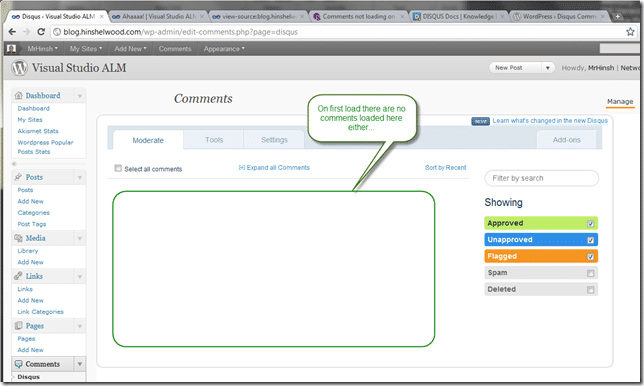 Disqus ‹ Visual Studio ALM
Ahaaaa! | Visual Studio ALM
view-source:blog.hinshelwoo
Comments not loading on
DISQUS Docs | Knowledge
WordPress › Disqus Comme
blog.hinshelwood.com/wp-admin/edit-comments.php?page=disqus
MrHinsh
My Sites
Add New
Comments
Appearance
Visual Studio ALM
New Post
Howdy, MrHinsh | Netwo
Dashboard
Dashboard
My Sites
Akismet Stats
Wordpress Popular
Posts Stats
Posts
Posts
Add New
Categories
Post Tags
Media
Library
Add New
Links
Links
Add New
Link Categories
Pages
Pages
Add New
Comments
Disqus
Comments
Manage
On first load there are no
comments loaded here
either...
NEW!
Learn what's changed in the new Disqus
Moderate
Tools
Settings
Add-ons
Select all comments
[+] Expand all Comments
Sort by Recent
Filter by search
Showing
Approved
Unapproved
Flagged
Spam
Deleted